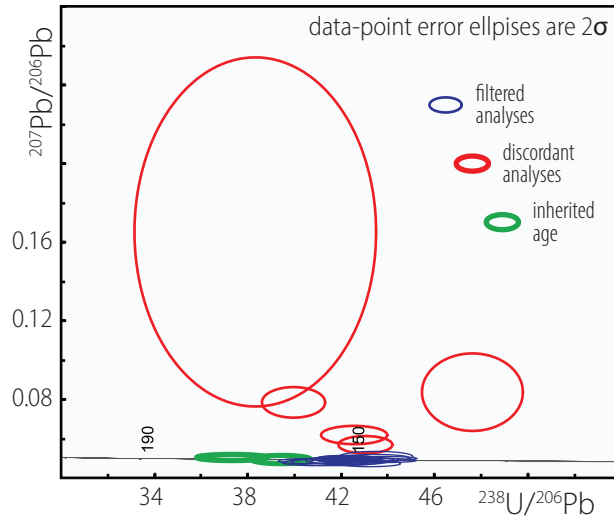 data-point error ellpises are 2σ
207Pb/206Pb
filtered
analyses
discordant
analyses
inherited
age
0.16
0.12
0.08
190
150
34
38
42
46
238U/206Pb